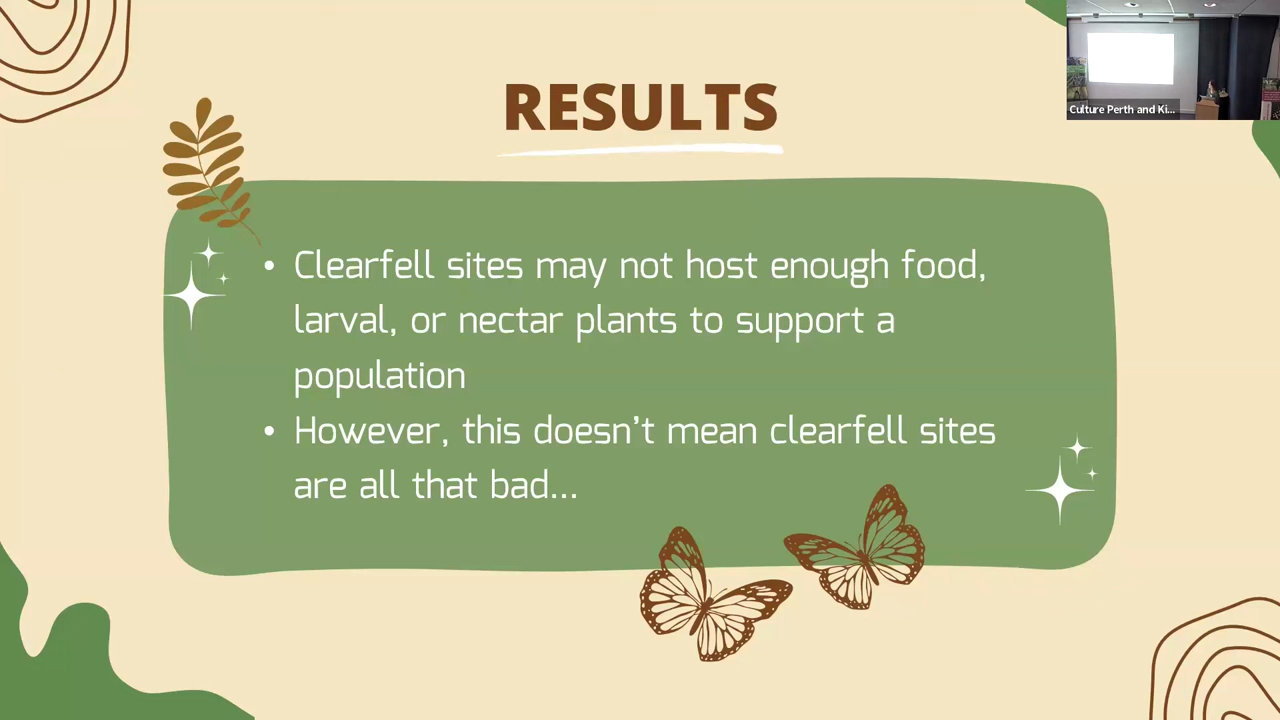 Culture Perth and Ki...
RESULTS
• Clearfell sites may not host enough food,
larval, or nectar plants to support a
population
• However, this doesn't mean clearfell sites
are all that bad...